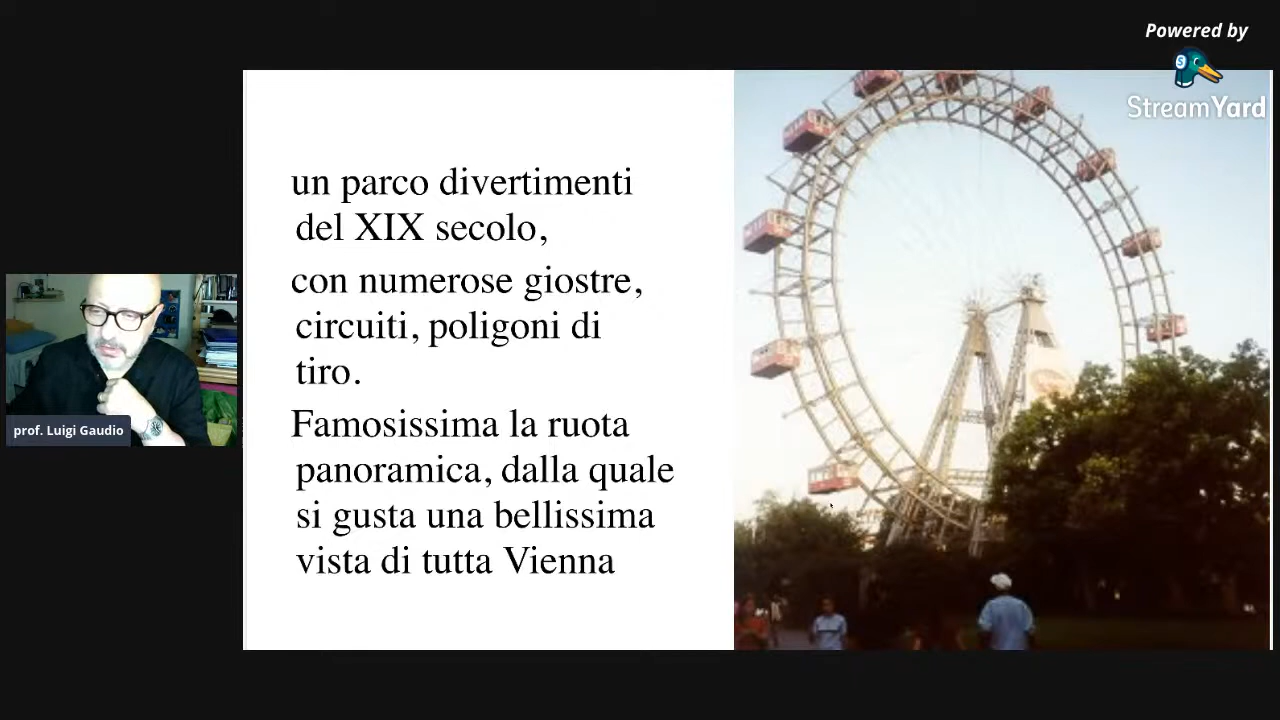 Powered by
StreamYard
un parco divertimenti
del XIX secolo,
con numerose giostre,
circuiti, poligoni di
tiro.
Famosissima la ruota
panoramica, dalla quale
si gusta una bellissima
vista di tutta Vienna
prof. Luigi Gaudio